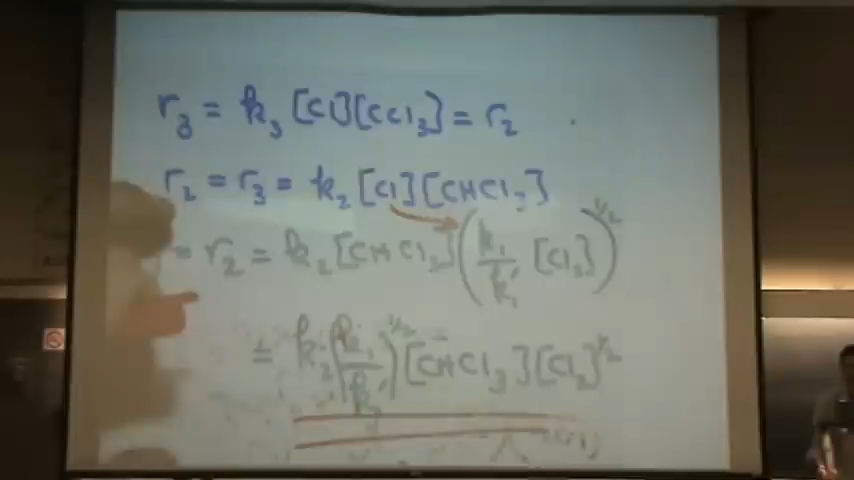 r₃ = k₃ [Cl][CCl₃] = r₂
r₂ = r₃ = k₂ [Cl][CHCl₃]
= r₂ = k₂ [CHCl₃] (k₁/k₁' [Cl₂])^1/2
= k₂ (k₁/k₁')^1/2 [CHCl₃][Cl₂]^1/2